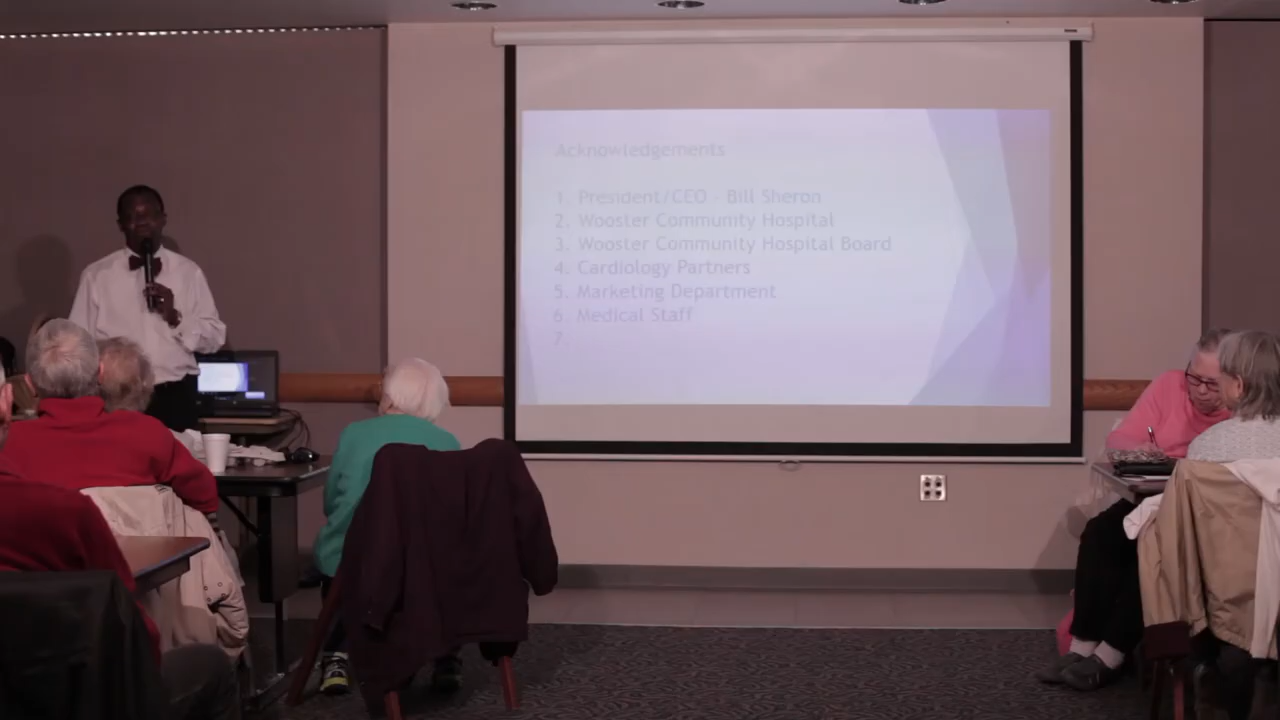 Acknowledgements
1. President/CEO - Bill Sheron
2. Wooster Community Hospital
3. Wooster Community Hospital Board
4. Cardiology Partners
5. Marketing Department
6. Medical Staff
7.